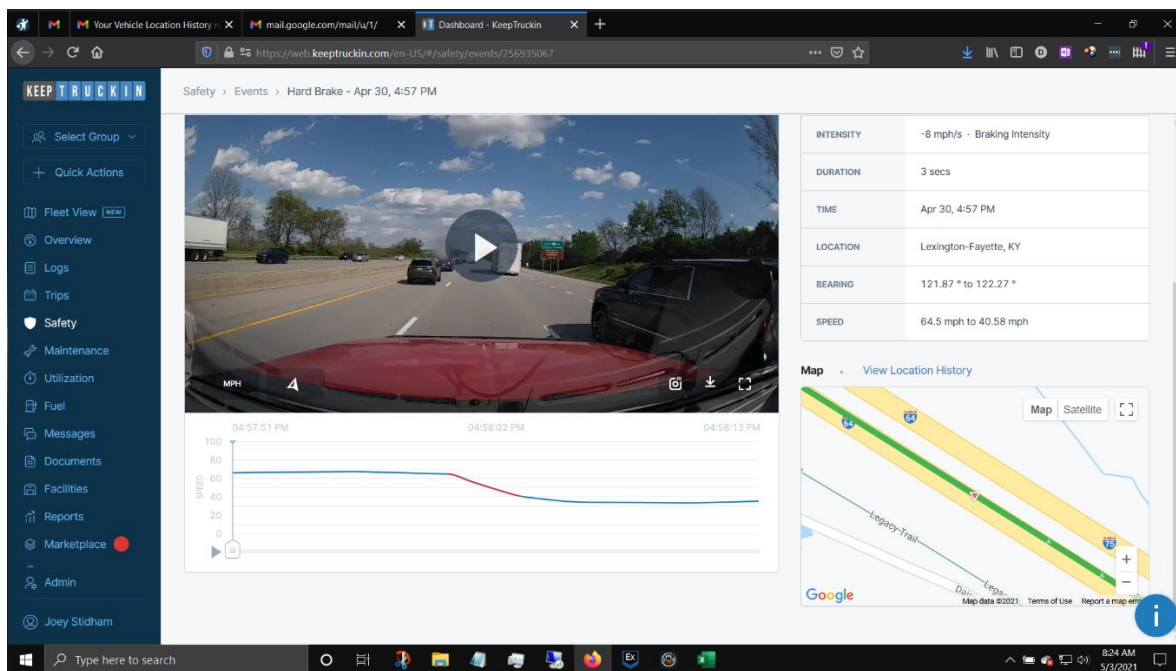 Your Vehicle Location History r
mail.google.com/mail/u/1/
Dashboard - KeepTruckin
https://web.keeptruckin.com/en-US/#/safety/events/256935067
KEEP TRUCKIN
Safety > Events > Hard Brake - Apr 30, 4:57 PM
Select Group
Quick Actions
Fleet View NEW
Overview
Logs
Trips
Safety
Maintenance
Utilization
Fuel
Messages
Documents
Facilities
Reports
Marketplace
Admin
Joey Stidham
MPH
04:57:51 PM 04:58:02 PM 04:58:13 PM
SPEED
100
80
60
40
20
0
INTENSITY -8 mph/s · Braking Intensity
DURATION 3 secs
TIME Apr 30, 4:57 PM
LOCATION Lexington-Fayette, KY
BEARING 121.87 ° to 122.27 °
SPEED 64.5 mph to 40.58 mph
Map · View Location History
Map Satellite
64
64
75
Legacy Trail
Google
Map data ©2021 Terms of Use Report a map erro
i
Type here to search
Ex
8:24 AM
5/3/2021